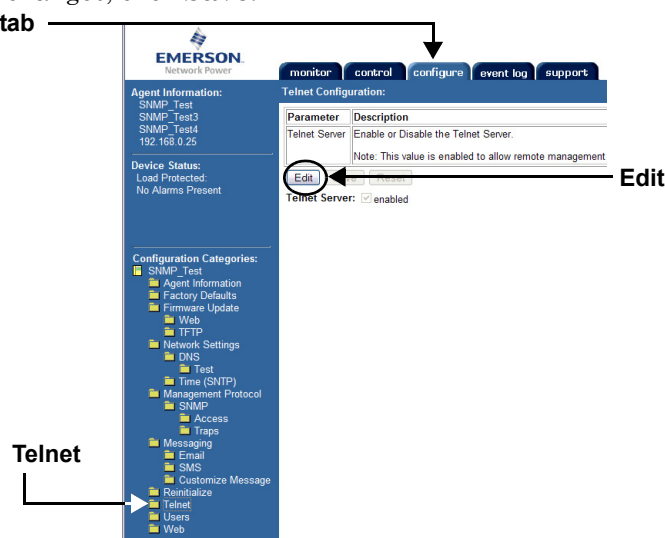 tab
EMERSON
Network Power
monitor control configure event log support
Agent Information:
SNMP_Test
SNMP_Test3
SNMP_Test4
192.168.0.25
Device Status:
Load Protected:
No Alarms Present
Telnet Configuration:
Parameter Description
Telnet Server Enable or Disable the Telnet Server.
Note: This value is enabled to allow remote management
Edit Reset
Edit
Telnet Server: enabled
Configuration Categories:
SNMP_Test
Agent Information
Factory Defaults
Firmware Update
Web
TFTP
Network Settings
DNS
Test
Time (SNTP)
Management Protocol
SNMP
Access
Traps
Messaging
Email
SMS
Customize Message
Reinitialize
Telnet
Users
Web
Telnet